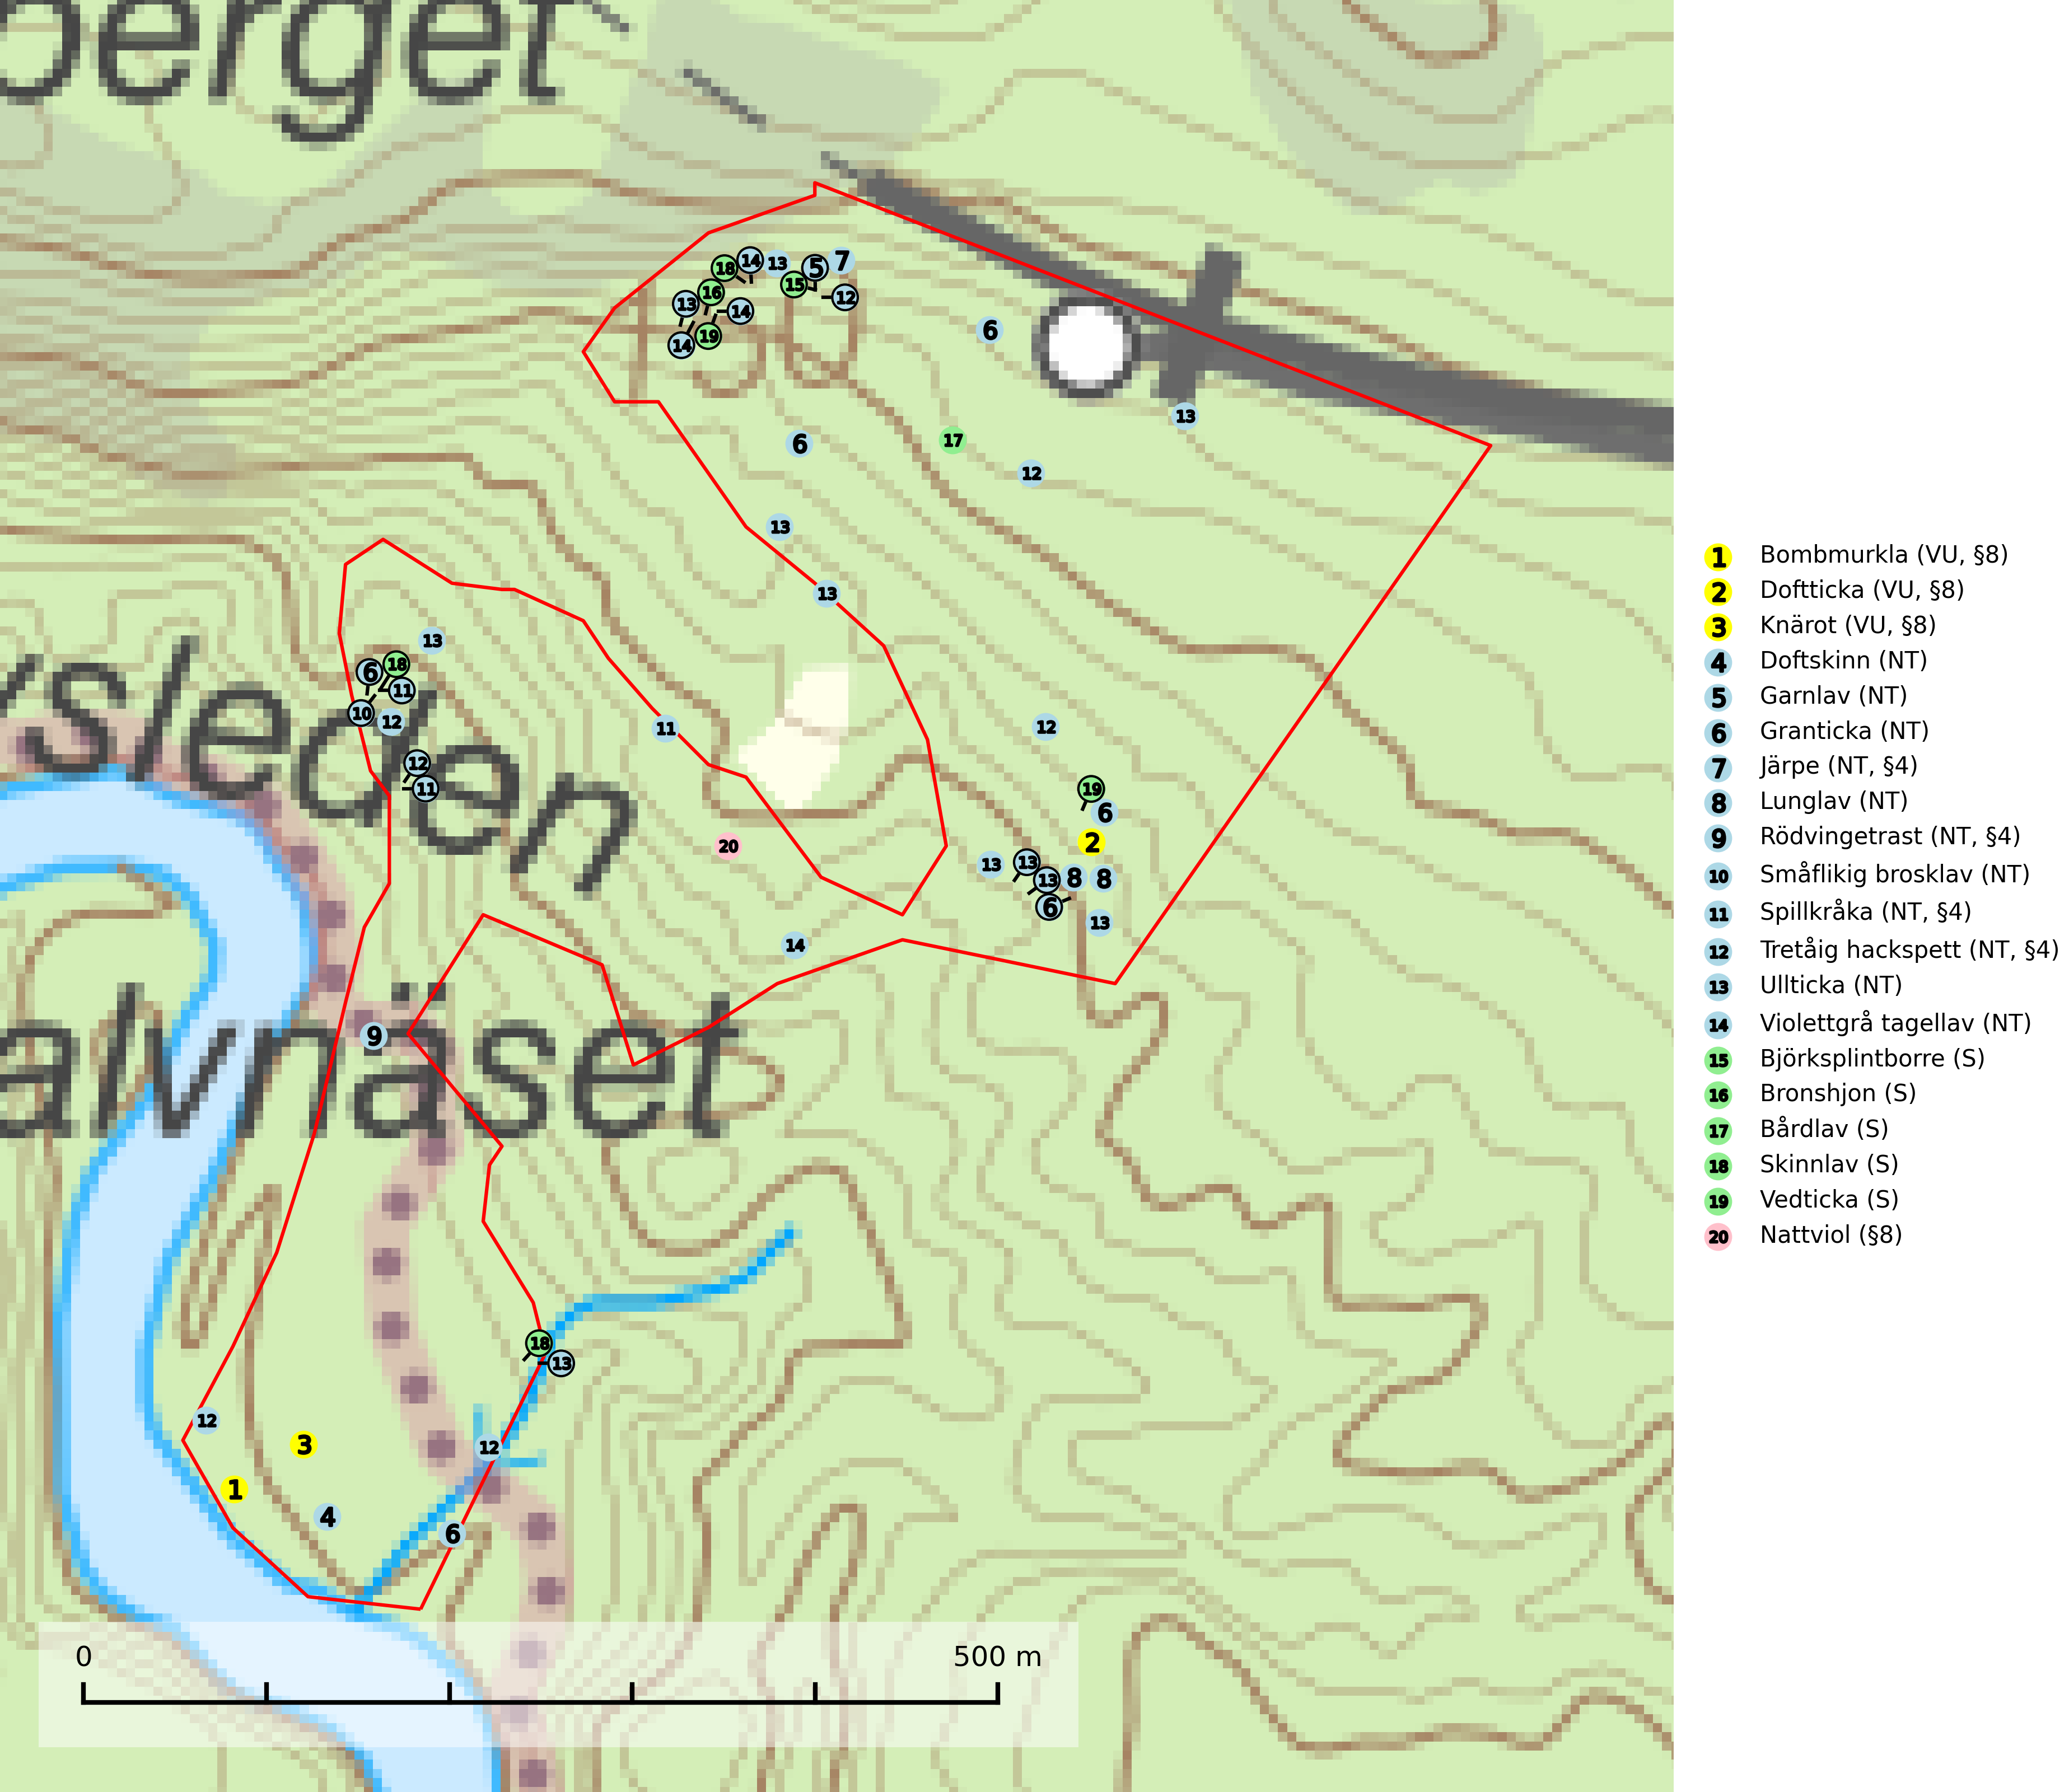 berget
18
14
13
5
7
15
16
12
13
14
19
14
6
13
6
17
12
13
13
13
6
18
11
10
12
11
12
12
11
19
6
2
20
13
13
13
8
8
6
13
14
sleden
9
näset
18
13
12
3
12
1
4
6
0
500 m
1 Bombmurkla (VU, §8)
2 Doftticka (VU, §8)
3 Knärot (VU, §8)
4 Doftskinn (NT)
5 Garnlav (NT)
6 Granticka (NT)
7 Järpe (NT, §4)
8 Lunglav (NT)
9 Rödvingetrast (NT, §4)
10 Småflikig brosklav (NT)
11 Spillkråka (NT, §4)
12 Tretåig hackspett (NT, §4)
13 Ullticka (NT)
14 Violettgrå tagellav (NT)
15 Björksplintborre (S)
16 Bronshjon (S)
17 Bårdlav (S)
18 Skinnlav (S)
19 Vedticka (S)
20 Nattviol (§8)